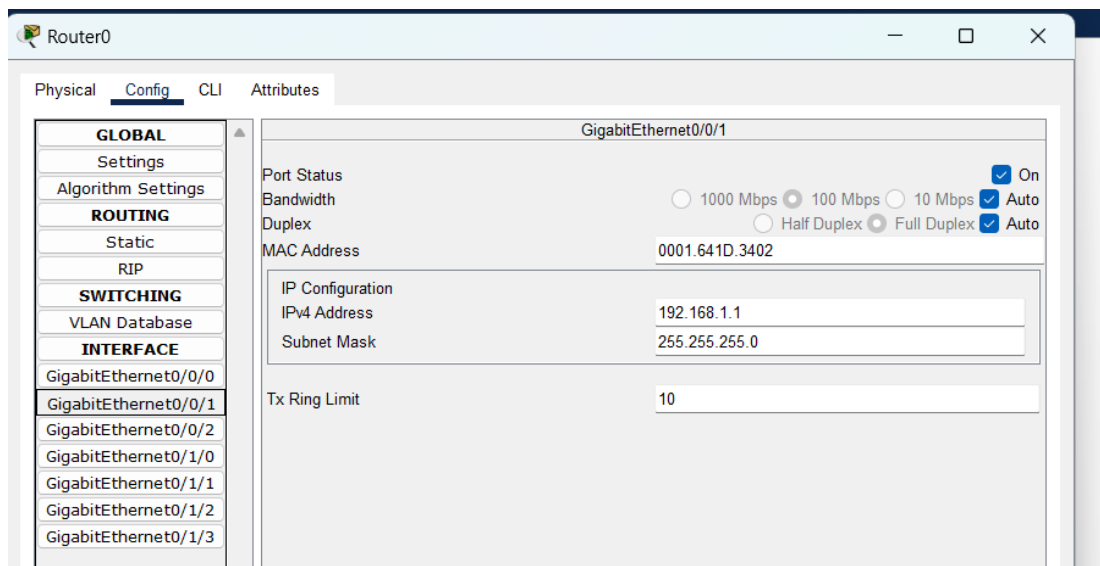 Router0
Physical Config CLI Attributes
GLOBAL
Settings
Algorithm Settings
ROUTING
Static
RIP
SWITCHING
VLAN Database
INTERFACE
GigabitEthernet0/0/0
GigabitEthernet0/0/1
GigabitEthernet0/0/2
GigabitEthernet0/1/0
GigabitEthernet0/1/1
GigabitEthernet0/1/2
GigabitEthernet0/1/3
GigabitEthernet0/0/1
Port Status On
Bandwidth 1000 Mbps 100 Mbps 10 Mbps Auto
Duplex Half Duplex Full Duplex Auto
MAC Address 0001.641D.3402
IP Configuration
IPv4 Address 192.168.1.1
Subnet Mask 255.255.255.0
Tx Ring Limit 10